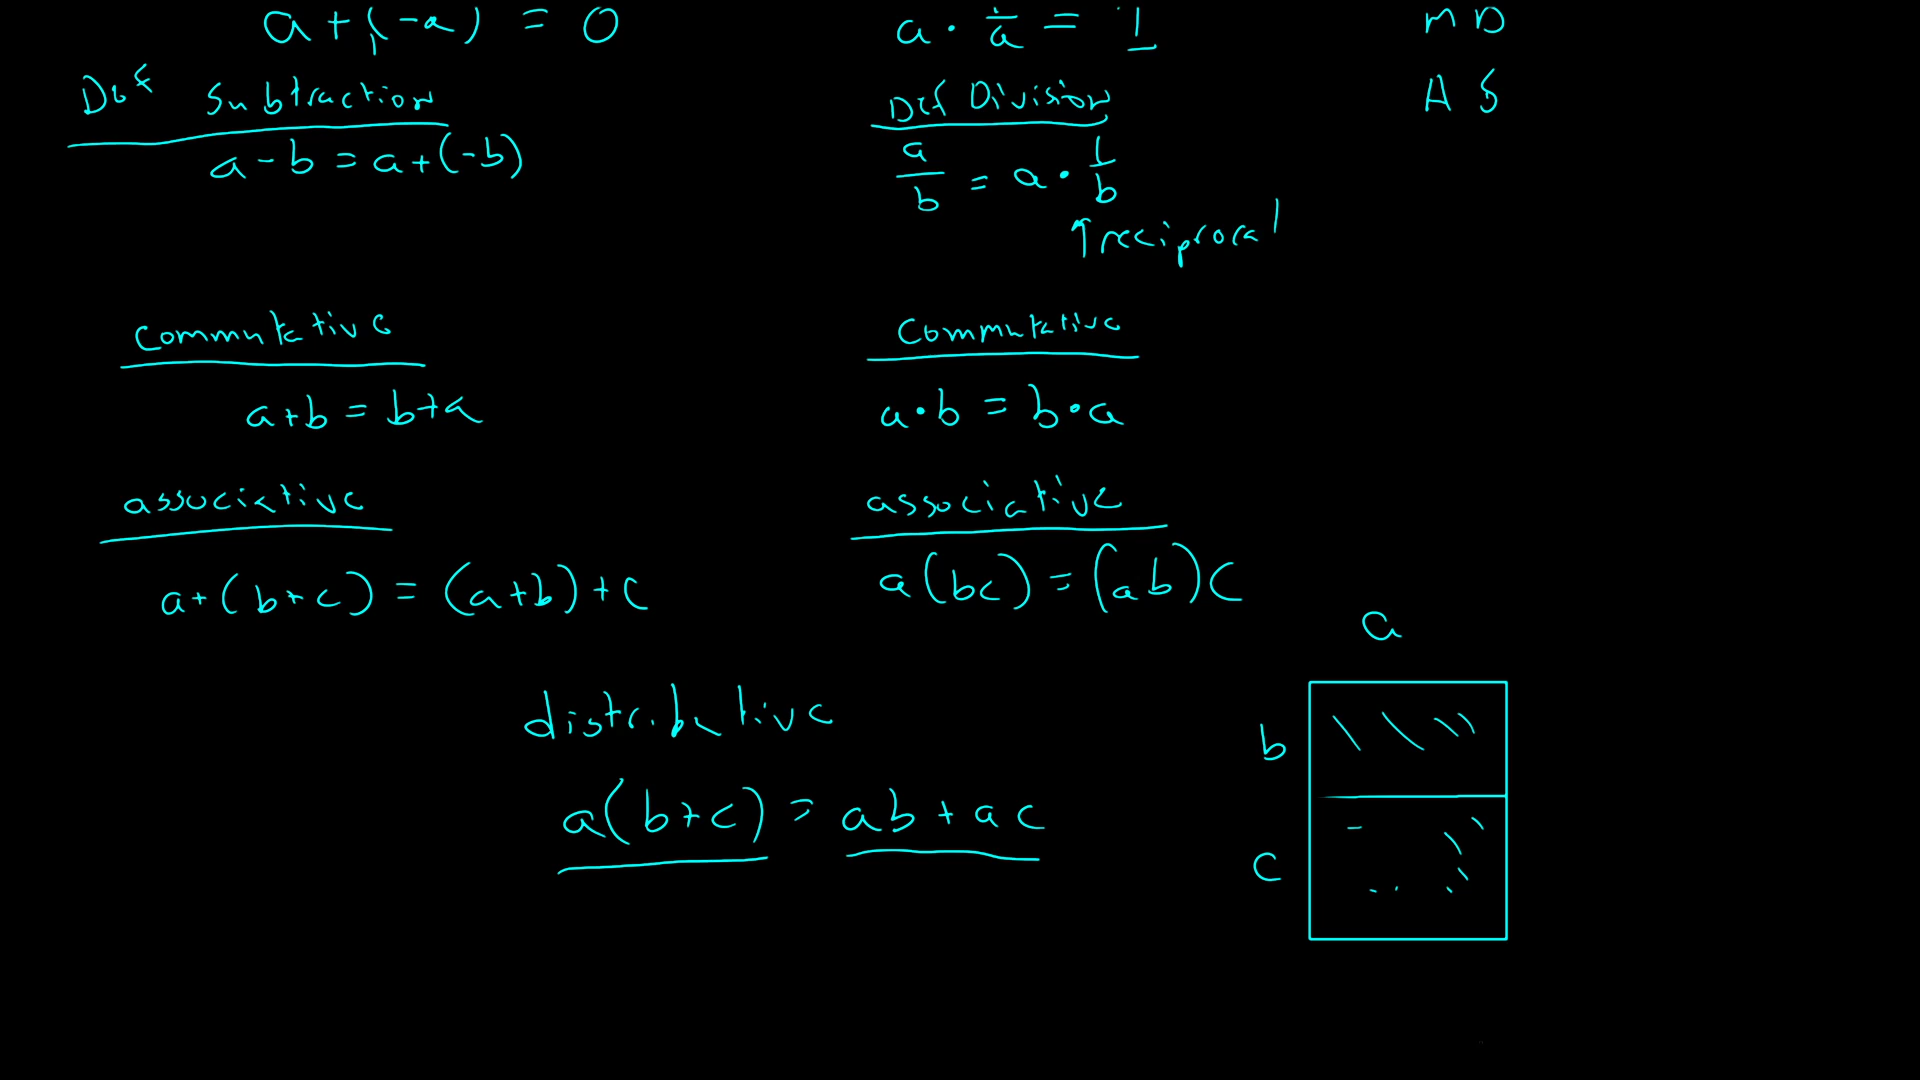 a + (-a) = 0
a · 1/a = 1
M D
Def Subtraction
Def Division
A S
a - b = a + (-b)
a/b = a · 1/b
↑ reciprocal
Commutative
Commutative
a + b = b + a
a · b = b · a
associative
associative
a + (b + c) = (a + b) + c
a(bc) = (ab)c
a
distributive
b
a(b + c) = ab + ac
c